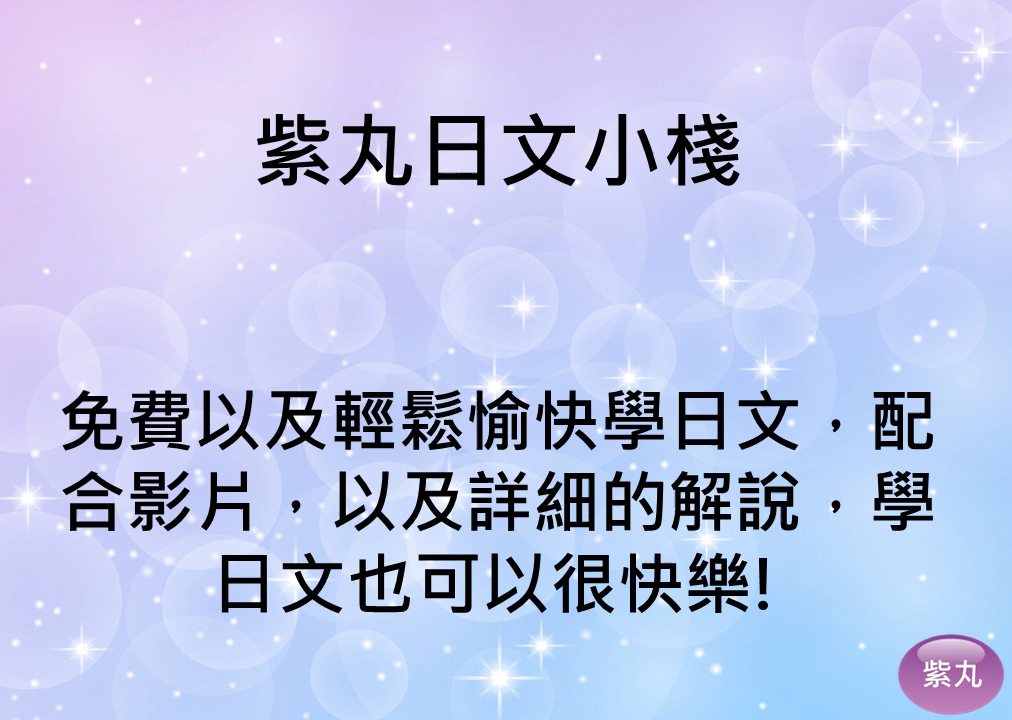 紫丸日文小棧
免費以及輕鬆愉快學日文，配
合影片，以及詳細的解說，學
日文也可以很快樂!
紫丸